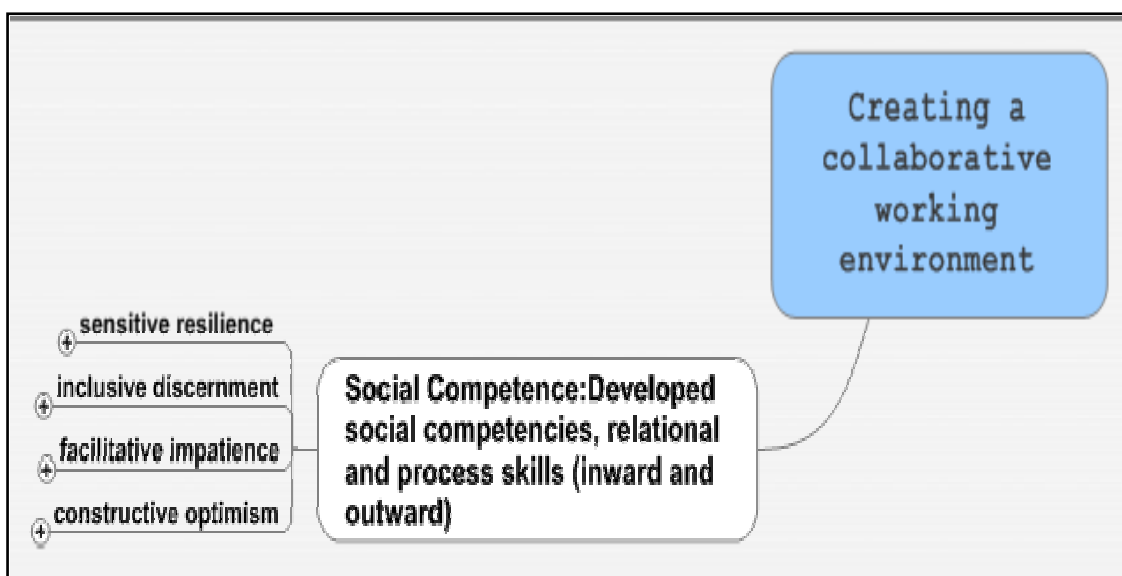 Creating a
collaborative
working
environment
sensitive resilience
inclusive discernment
facilitative impatience
constructive optimism
Social Competence:Developed
social competencies, relational
and process skills (inward and
outward)